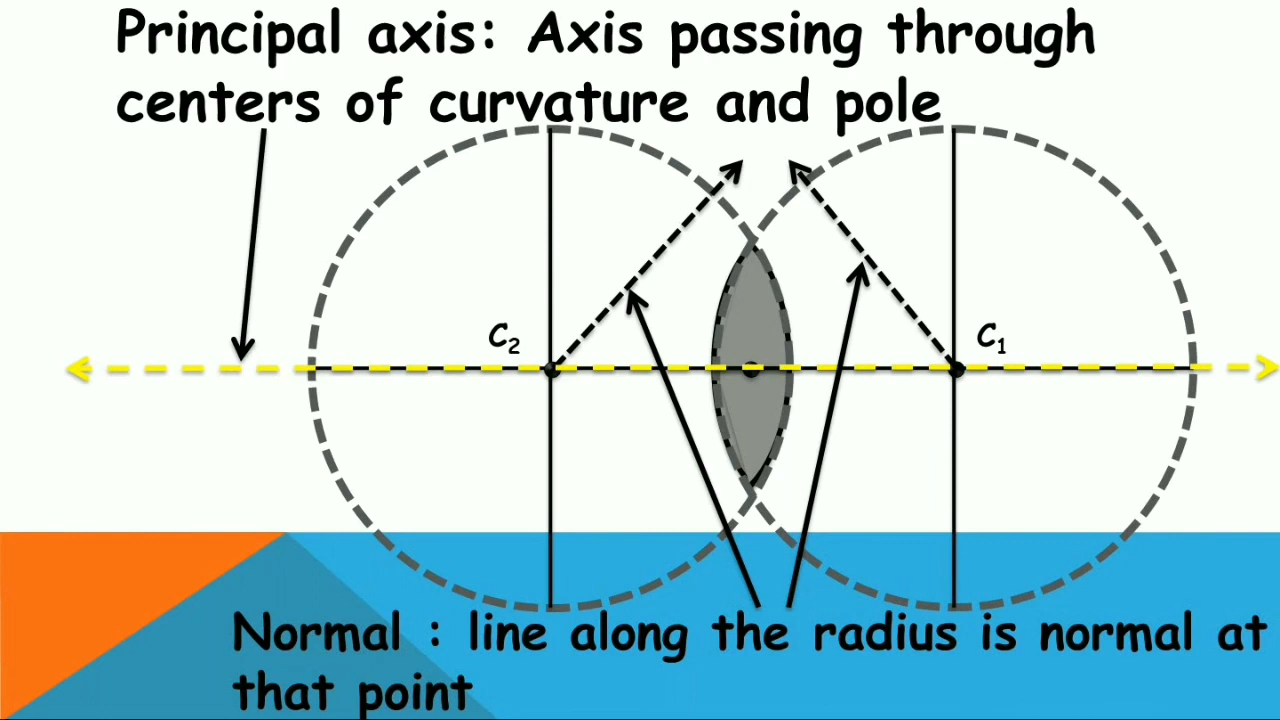 Principal axis: Axis passing through
centers of curvature and pole
C₂
C₁
Normal : line along the radius is normal at
that point